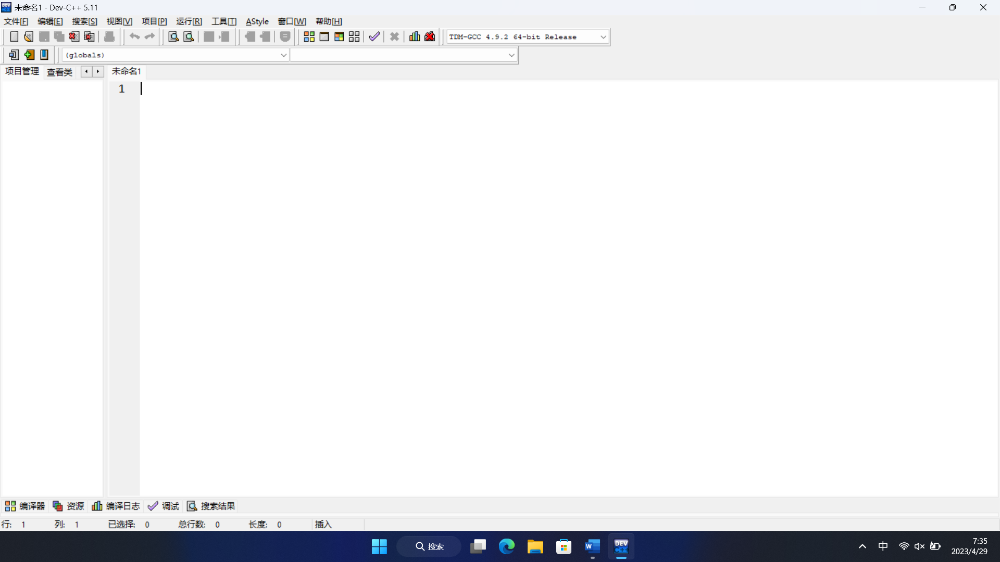 未命名1 - Dev-C++ 5.11
文件[F] 编辑[E] 搜索[S] 视图[V] 项目[P] 运行[R] 工具[T] AStyle 窗口[W] 帮助[H]
TDM-GCC 4.9.2 64-bit Release
(globals)
项目管理 查看类 未命名1
1
编译器 资源 编译日志 调试 搜索结果
行: 1 列: 1 已选择: 0 总行数: 0 长度: 0 插入
搜索
W
DEV
C++
中
7:35
2023/4/29